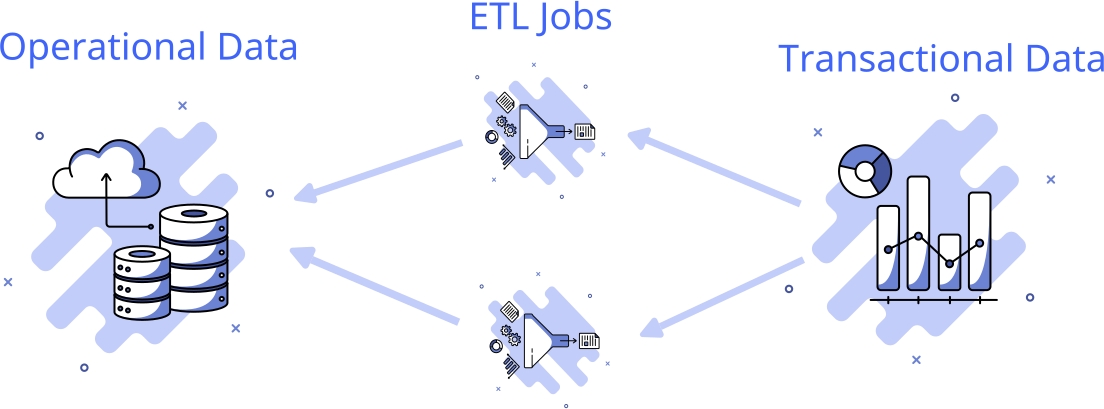 ETL Jobs
Operational Data
Transactional Data